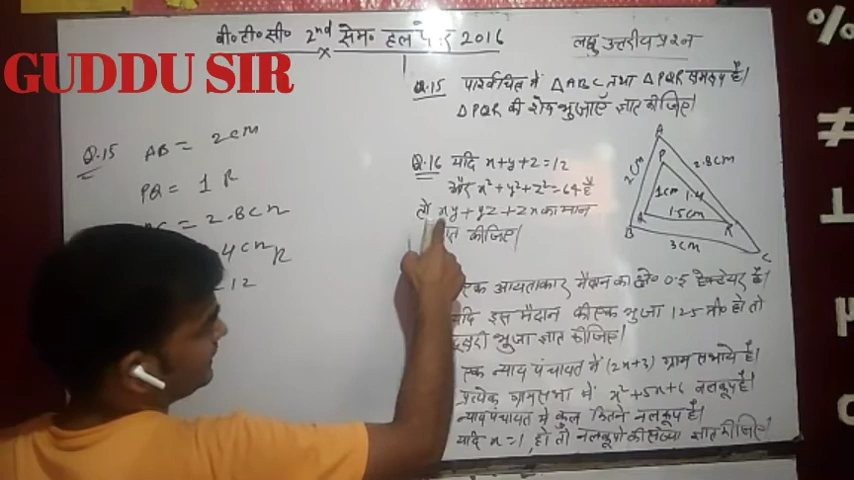 बी०टी०सी० 2nd सेम० हल पेपर 2016
लघु उत्तरीय प्रश्न
GUDDU SIR
Q.15 पार्श्वचित्र में △ABC तथा △PQR समरूप है।
△PQR की शेष भुजाएँ ज्ञात कीजिए।
Q.15 AB = 2cm
PQ = 1
= 2.8cm
4cm
= 12
Q.16 यदि x+y+z=12
और x²+y²+z²=64 है
तो xy+yz+zx का मान
कीजिए।
A
P
2cm
2.8cm
1cm 1.4
1.5cm
B
R
3cm
C
एक आयताकार मैदान का क्षे० 0.5 हेक्टेयर है।
यदि इस मैदान की एक भुजा 125 मी० हो तो
दूसरी भुजा ज्ञात कीजिए।
एक न्याय पंचायत में (2x+3) ग्राम सभायें है।
प्रत्येक ग्रामसभा में x²+5x+6 नलकूप है।
न्यायपंचायत में कुल कितने नलकूप है।
यदि x=1, हो तो नलकूपों की संख्या ज्ञात कीजिए।
%
≠
⊥
μ